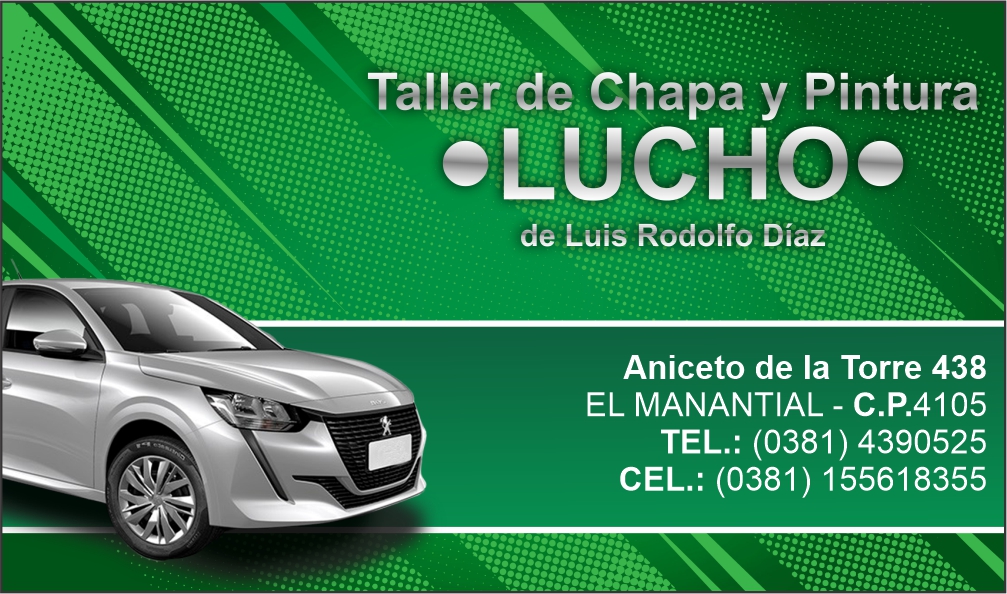 Taller de Chapa y Pintura
•LUCHO•
de Luis Rodolfo Díaz
Aniceto de la Torre 438
EL MANANTIAL - C.P.4105
TEL.: (0381) 4390525
CEL.: (0381) 155618355